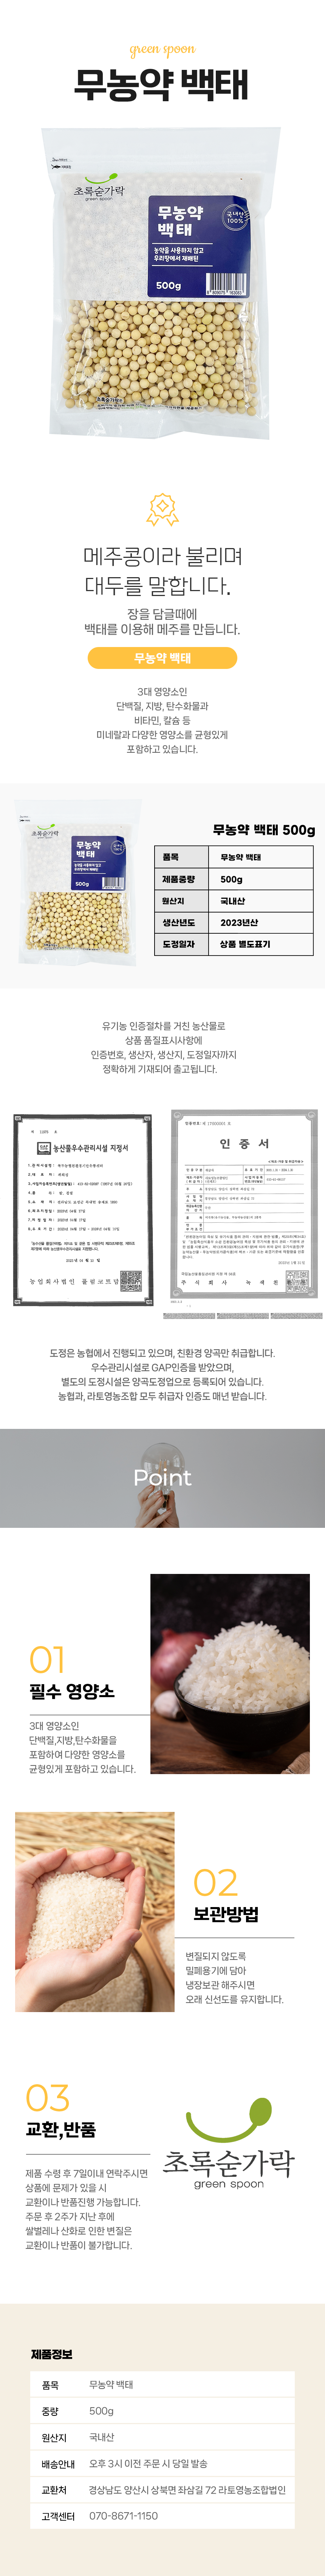 green spoon
무농약 백태
초록숟가락
green spoon
무농약
백태
국내산
100%
농약을 사용하지 않고
우리땅에서 재배된
500g
초록숟가락
메주콩이라 불리며
대두를 말합니다.
장을 담글때에
백태를 이용해 메주를 만듭니다.
무농약 백태
3대 영양소인
단백질, 지방, 탄수화물과
비타민, 칼슘 등
미네랄과 다양한 영양소를 균형있게
포함하고 있습니다.
초록숟가락
green spoon
무농약
백태
500g
무농약 백태 500g
품목 무농약 백태
제품중량 500g
원산지 국내산
생산년도 2023년산
도정일자 상품 별도표기
유기농 인증절차를 거친 농산물로
상품 품질표시사항에
인증번호, 생산자, 생산지, 도정일자까지
정확하게 기재되어 출고됩니다.
농산물우수관리시설 지정서
인 증 서
도정은 농협에서 진행되고 있으며, 친환경 양곡만 취급합니다.
우수관리시설로 GAP인증을 받았으며,
별도의 도정시설은 양곡도정업으로 등록되어 있습니다.
농협과, 라토영농조합 모두 취급자 인증도 매년 받습니다.
Point
01
필수 영양소
3대 영양소인
단백질,지방,탄수화물을
포함하여 다양한 영양소를
균형있게 포함하고 있습니다.
02
보관방법
변질되지 않도록
밀폐용기에 담아
냉장보관 해주시면
오래 신선도를 유지합니다.
03
교환,반품
제품 수령 후 7일이내 연락주시면
상품에 문제가 있을 시
교환이나 반품진행 가능합니다.
주문 후 2주가 지난 후에
쌀벌레나 산화로 인한 변질은
교환이나 반품이 불가합니다.
초록숟가락
green spoon
제품정보
품목 무농약 백태
중량 500g
원산지 국내산
배송안내 오후 3시 이전 주문 시 당일 발송
교환처 경상남도 양산시 상북면 좌삼길 72 라토영농조합법인
고객센터 070-8671-1150